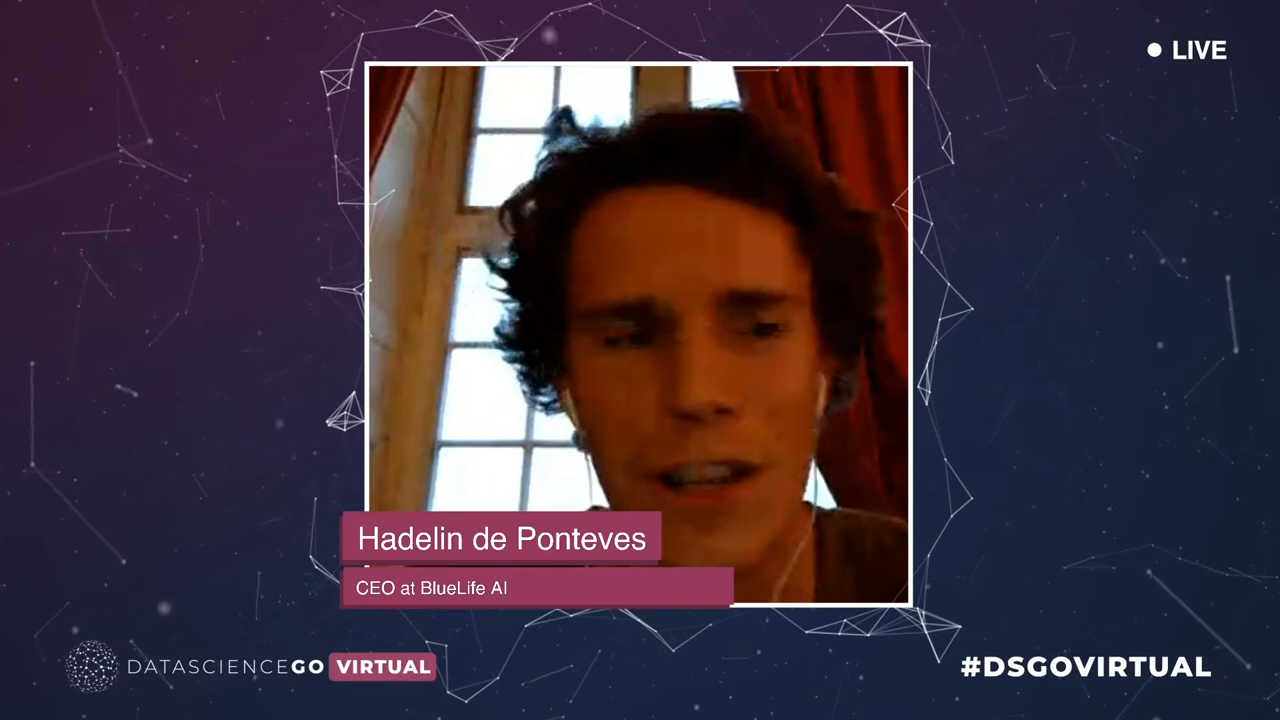 LIVE
Hadelin de Ponteves
CEO at BlueLife AI
DATASCIENCEGO VIRTUAL
#DSGOVIRTUAL